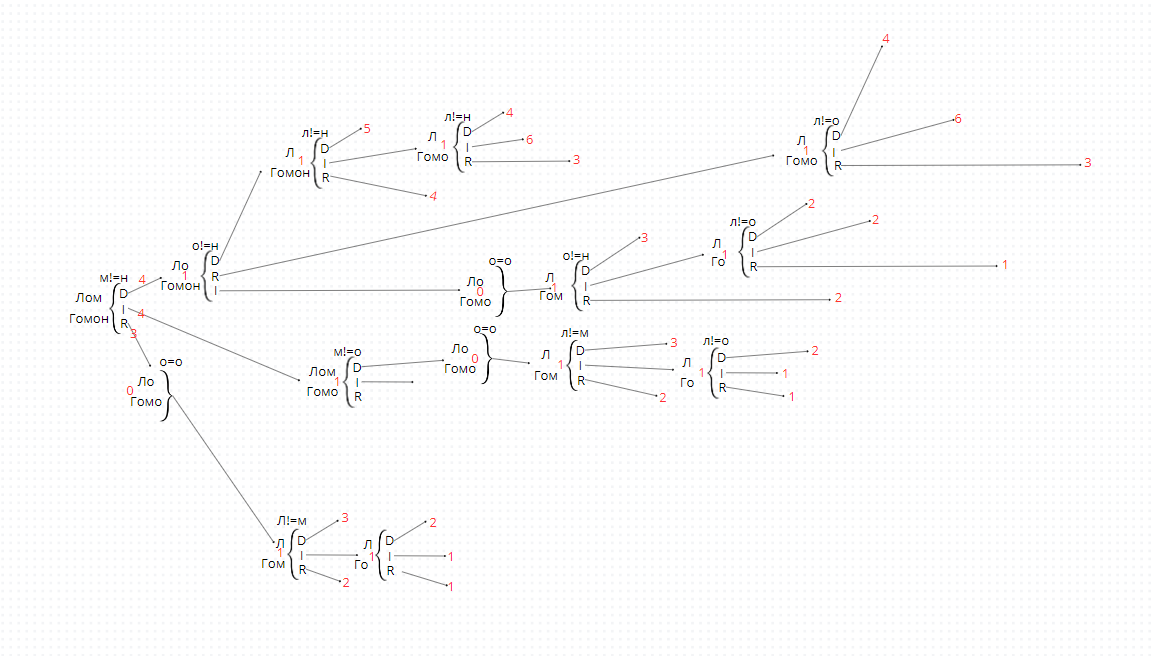 4
л!=н
D
5
Л
1
I
Гомон
R
4
л!=н
D
4
Л
1
I
6
Гомо
R
3
л!=о
D
Л
1
I
6
Гомо
R
3
о!=н
D
Ло
1
R
Гомон
I
м!=н
4
D
Лом
I
4
Гомон
R
3
о=о
Ло
0
Гомо
о!=н
D
3
Л
1
I
Гом
R
2
л!=о
D
2
Л
1
I
2
Го
R
1
о=о
0
Ло
Гомо
м!=о
D
Лом
1
I
Гомо
R
о=о
Ло
0
Гомо
л!=м
D
3
Л
1
I
Гом
R
2
л!=о
D
2
Л
1
I
1
Го
R
1
Л!=м
D
3
Л
1
I
Гом
R
2
D
2
Л
1
I
1
Го
R
1